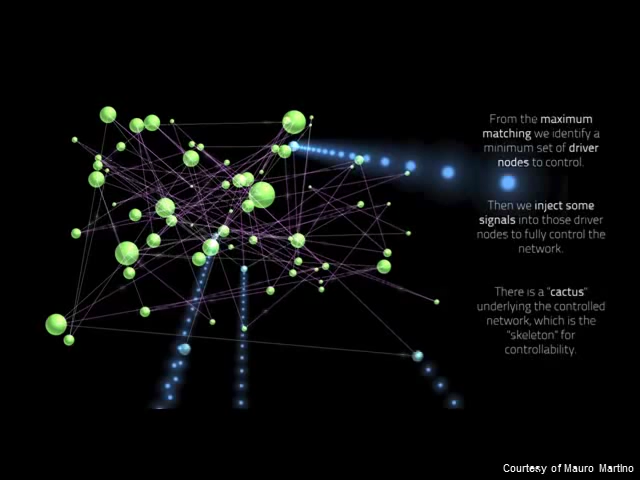 From the maximum
matching we identify a
minimum set of driver
nodes to control.
Then we inject some
signals into those driver
nodes to fully control the
network.
There is a "cactus"
underlying the controlled
network, which is the
"skeleton" for
controllability.
Courtesy of Mauro Martino